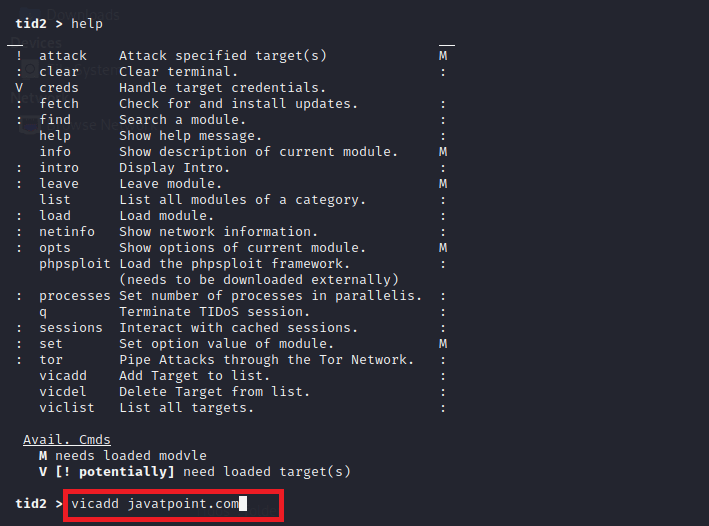 tid2 > help
! attack Attack specified target(s) M
: clear Clear terminal. :
V creds Handle target credentials.
: fetch Check for and install updates. :
: find Search a module. :
help Show help message. :
info Show description of current module. M
: intro Display Intro. :
: leave Leave module. M
list List all modules of a category. :
: load Load module. :
: netinfo Show network information. :
: opts Show options of current module. M
phpsploit Load the phpsploit framework. :
(needs to be downloaded externally)
: processes Set number of processes in parallelis. :
q Terminate TIDoS session. :
: sessions Interact with cached sessions. :
: set Set option value of module. M
: tor Pipe Attacks through the Tor Network. :
vicadd Add Target to list. :
vicdel Delete Target from list. :
viclist List all targets. :
Avail. Cmds
M needs loaded modvle
V [! potentially] need loaded target(s)
tid2 > vicadd javatpoint.com